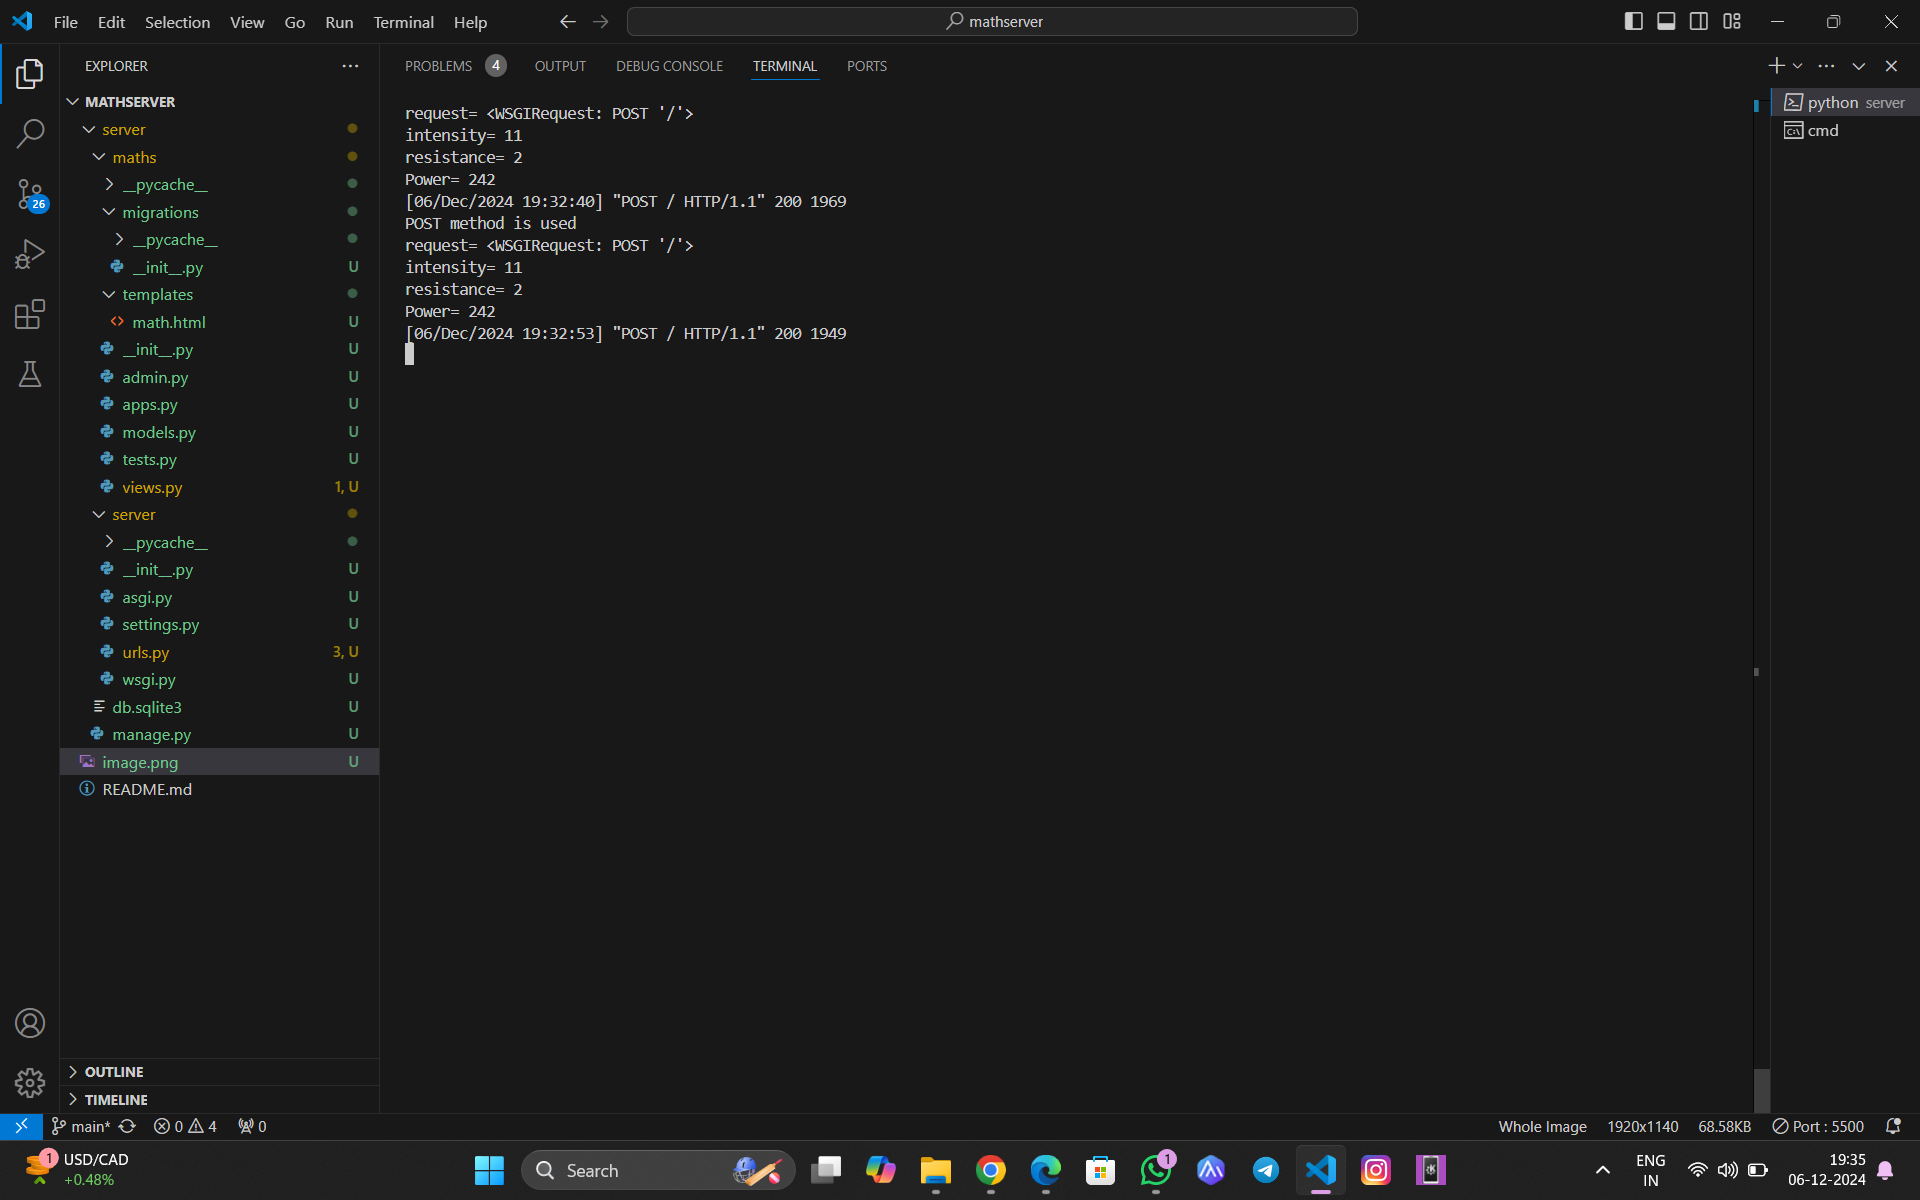 File Edit Selection View Go Run Terminal Help
mathserver
EXPLORER
MATHSERVER
server
maths
__pycache__
migrations
__pycache__
__init__.py U
templates
math.html U
__init__.py U
admin.py U
apps.py U
models.py U
tests.py U
views.py 1, U
server
__pycache__
__init__.py U
asgi.py U
settings.py U
urls.py 3, U
wsgi.py U
db.sqlite3 U
manage.py U
image.png U
README.md
OUTLINE
TIMELINE
26
PROBLEMS 4 OUTPUT DEBUG CONSOLE TERMINAL PORTS
request= <WSGIRequest: POST '/'>
intensity= 11
resistance= 2
Power= 242
[06/Dec/2024 19:32:40] "POST / HTTP/1.1" 200 1969
POST method is used
request= <WSGIRequest: POST '/'>
intensity= 11
resistance= 2
Power= 242
[06/Dec/2024 19:32:53] "POST / HTTP/1.1" 200 1949
python server
cmd
main* 0 4 0
Whole Image 1920x1140 68.58KB Port : 5500
1
USD/CAD
+0.48%
Search
1
ENG
IN
19:35
06-12-2024